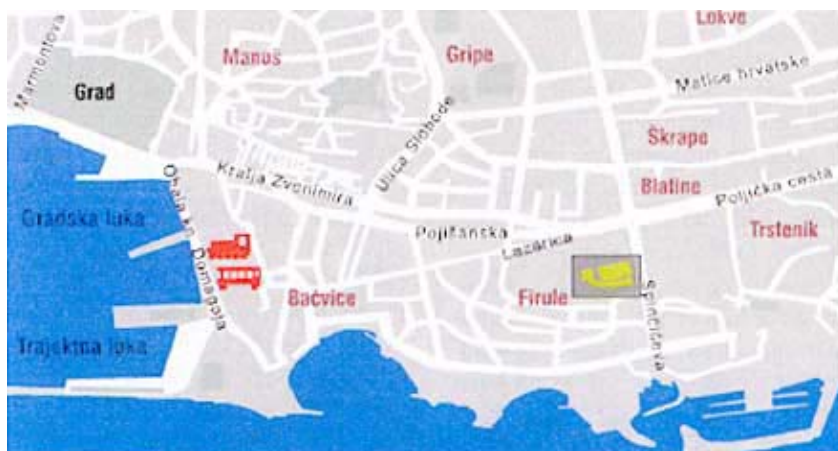 Lokve
Marmontova
Manoš
Gripe
Matice hrvatske
Grad
Škrape
Ulica Slobode
Kralja Zvonimira
Blatine
Poljička cesta
Obala kn. Domagoja
Gradska luka
Pojišanska
Lazarica
Trstenik
Bačvice
Firule
Spinčićeva
Trajektna luka